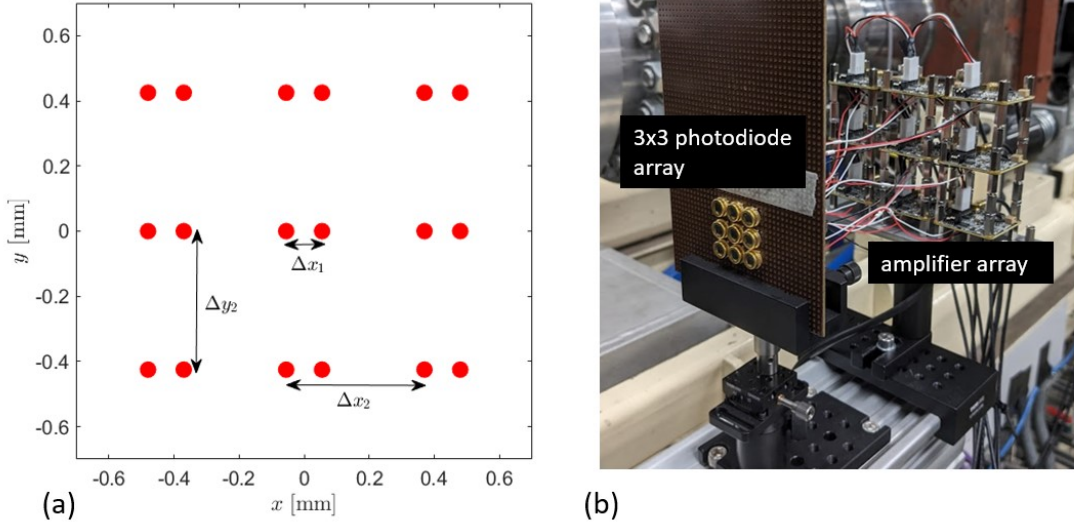 0.6
0.4
0.2
0
-0.2
-0.4
-0.6
y [mm]
Δx₁
Δy₂
Δx₂
-0.6 -0.4 -0.2 0 0.2 0.4 0.6
x [mm]
(a)
3x3 photodiode
array
amplifier array
(b)